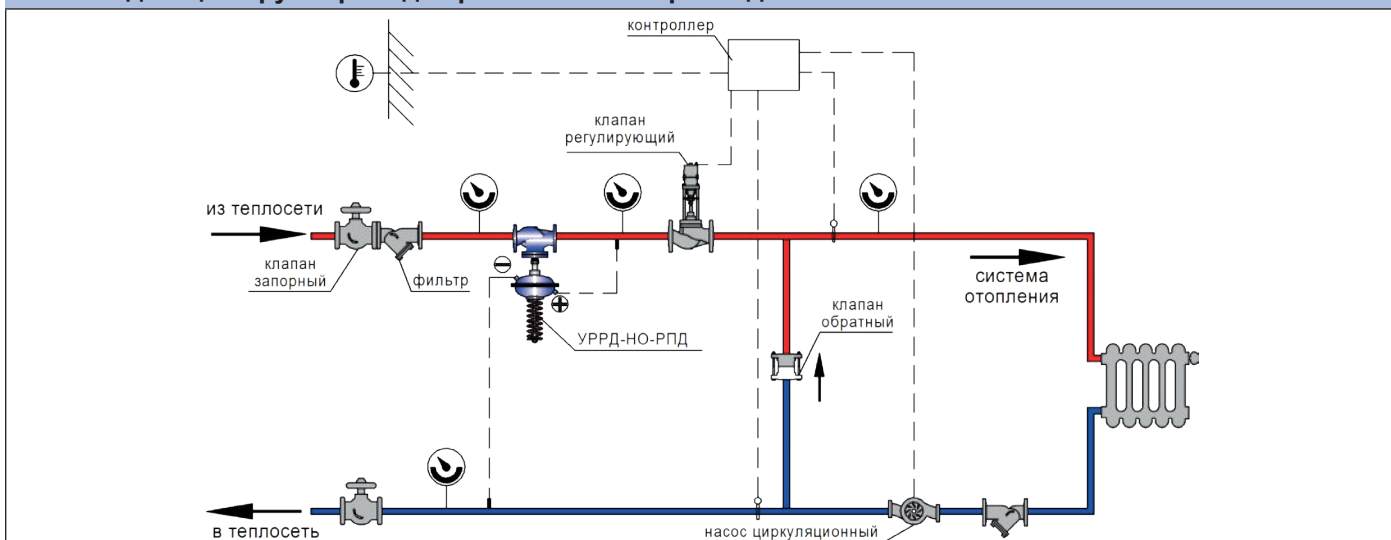 контроллер
клапан
регулирующий
из теплосети
клапан
запорный
фильтр
УРРД-НО-РПД
клапан
обратный
система
отопления
в теплосеть
насос циркуляционный